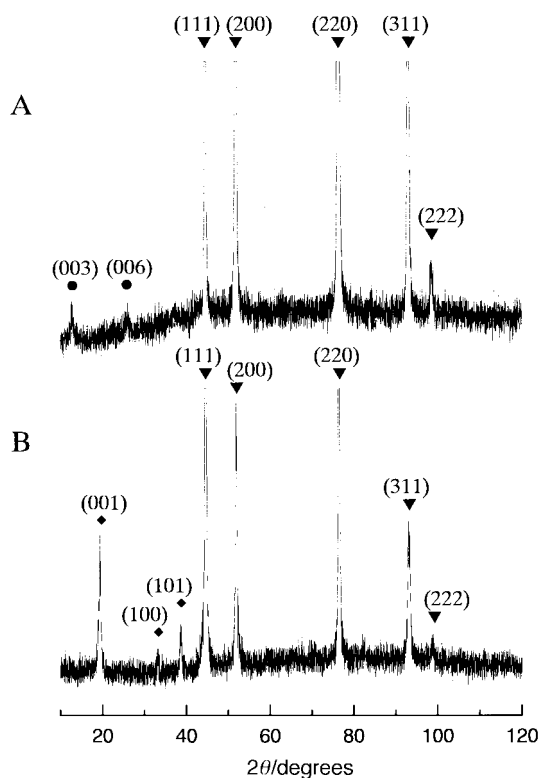 (111) (200) (220) (311)
A
(222)
(003) (006)
(111) (200) (220)
B
(311)
(001)
(101)
(100)
(222)
20 40 60 80 100 120
2θ/degrees